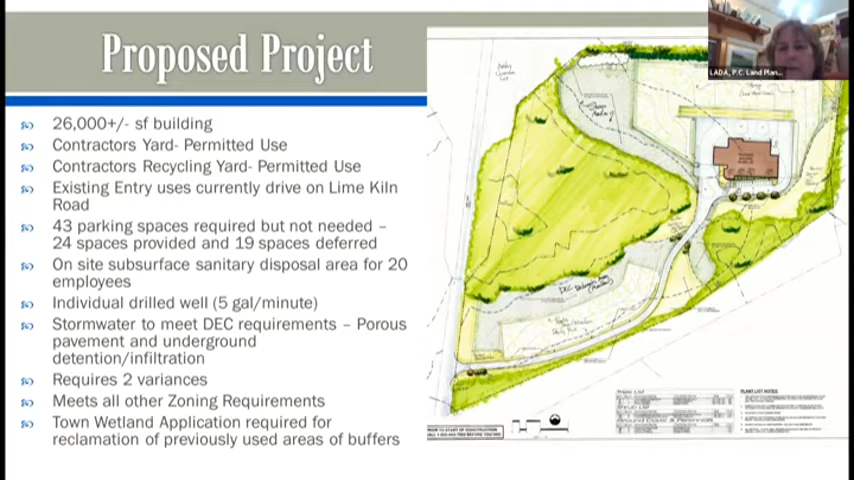 Proposed Project
LADA, P.C. Land Plan...
26,000+/- sf building
Contractors Yard- Permitted Use
Contractors Recycling Yard- Permitted Use
Existing Entry uses currently drive on Lime Kiln
Road
43 parking spaces required but not needed –
24 spaces provided and 19 spaces deferred
On site subsurface sanitary disposal area for 20
employees
Individual drilled well (5 gal/minute)
Stormwater to meet DEC requirements – Porous
pavement and underground
detention/infiltration
Requires 2 variances
Meets all other Zoning Requirements
Town Wetland Application required for
reclamation of previously used areas of buffers
PLANT LIST NOTES: